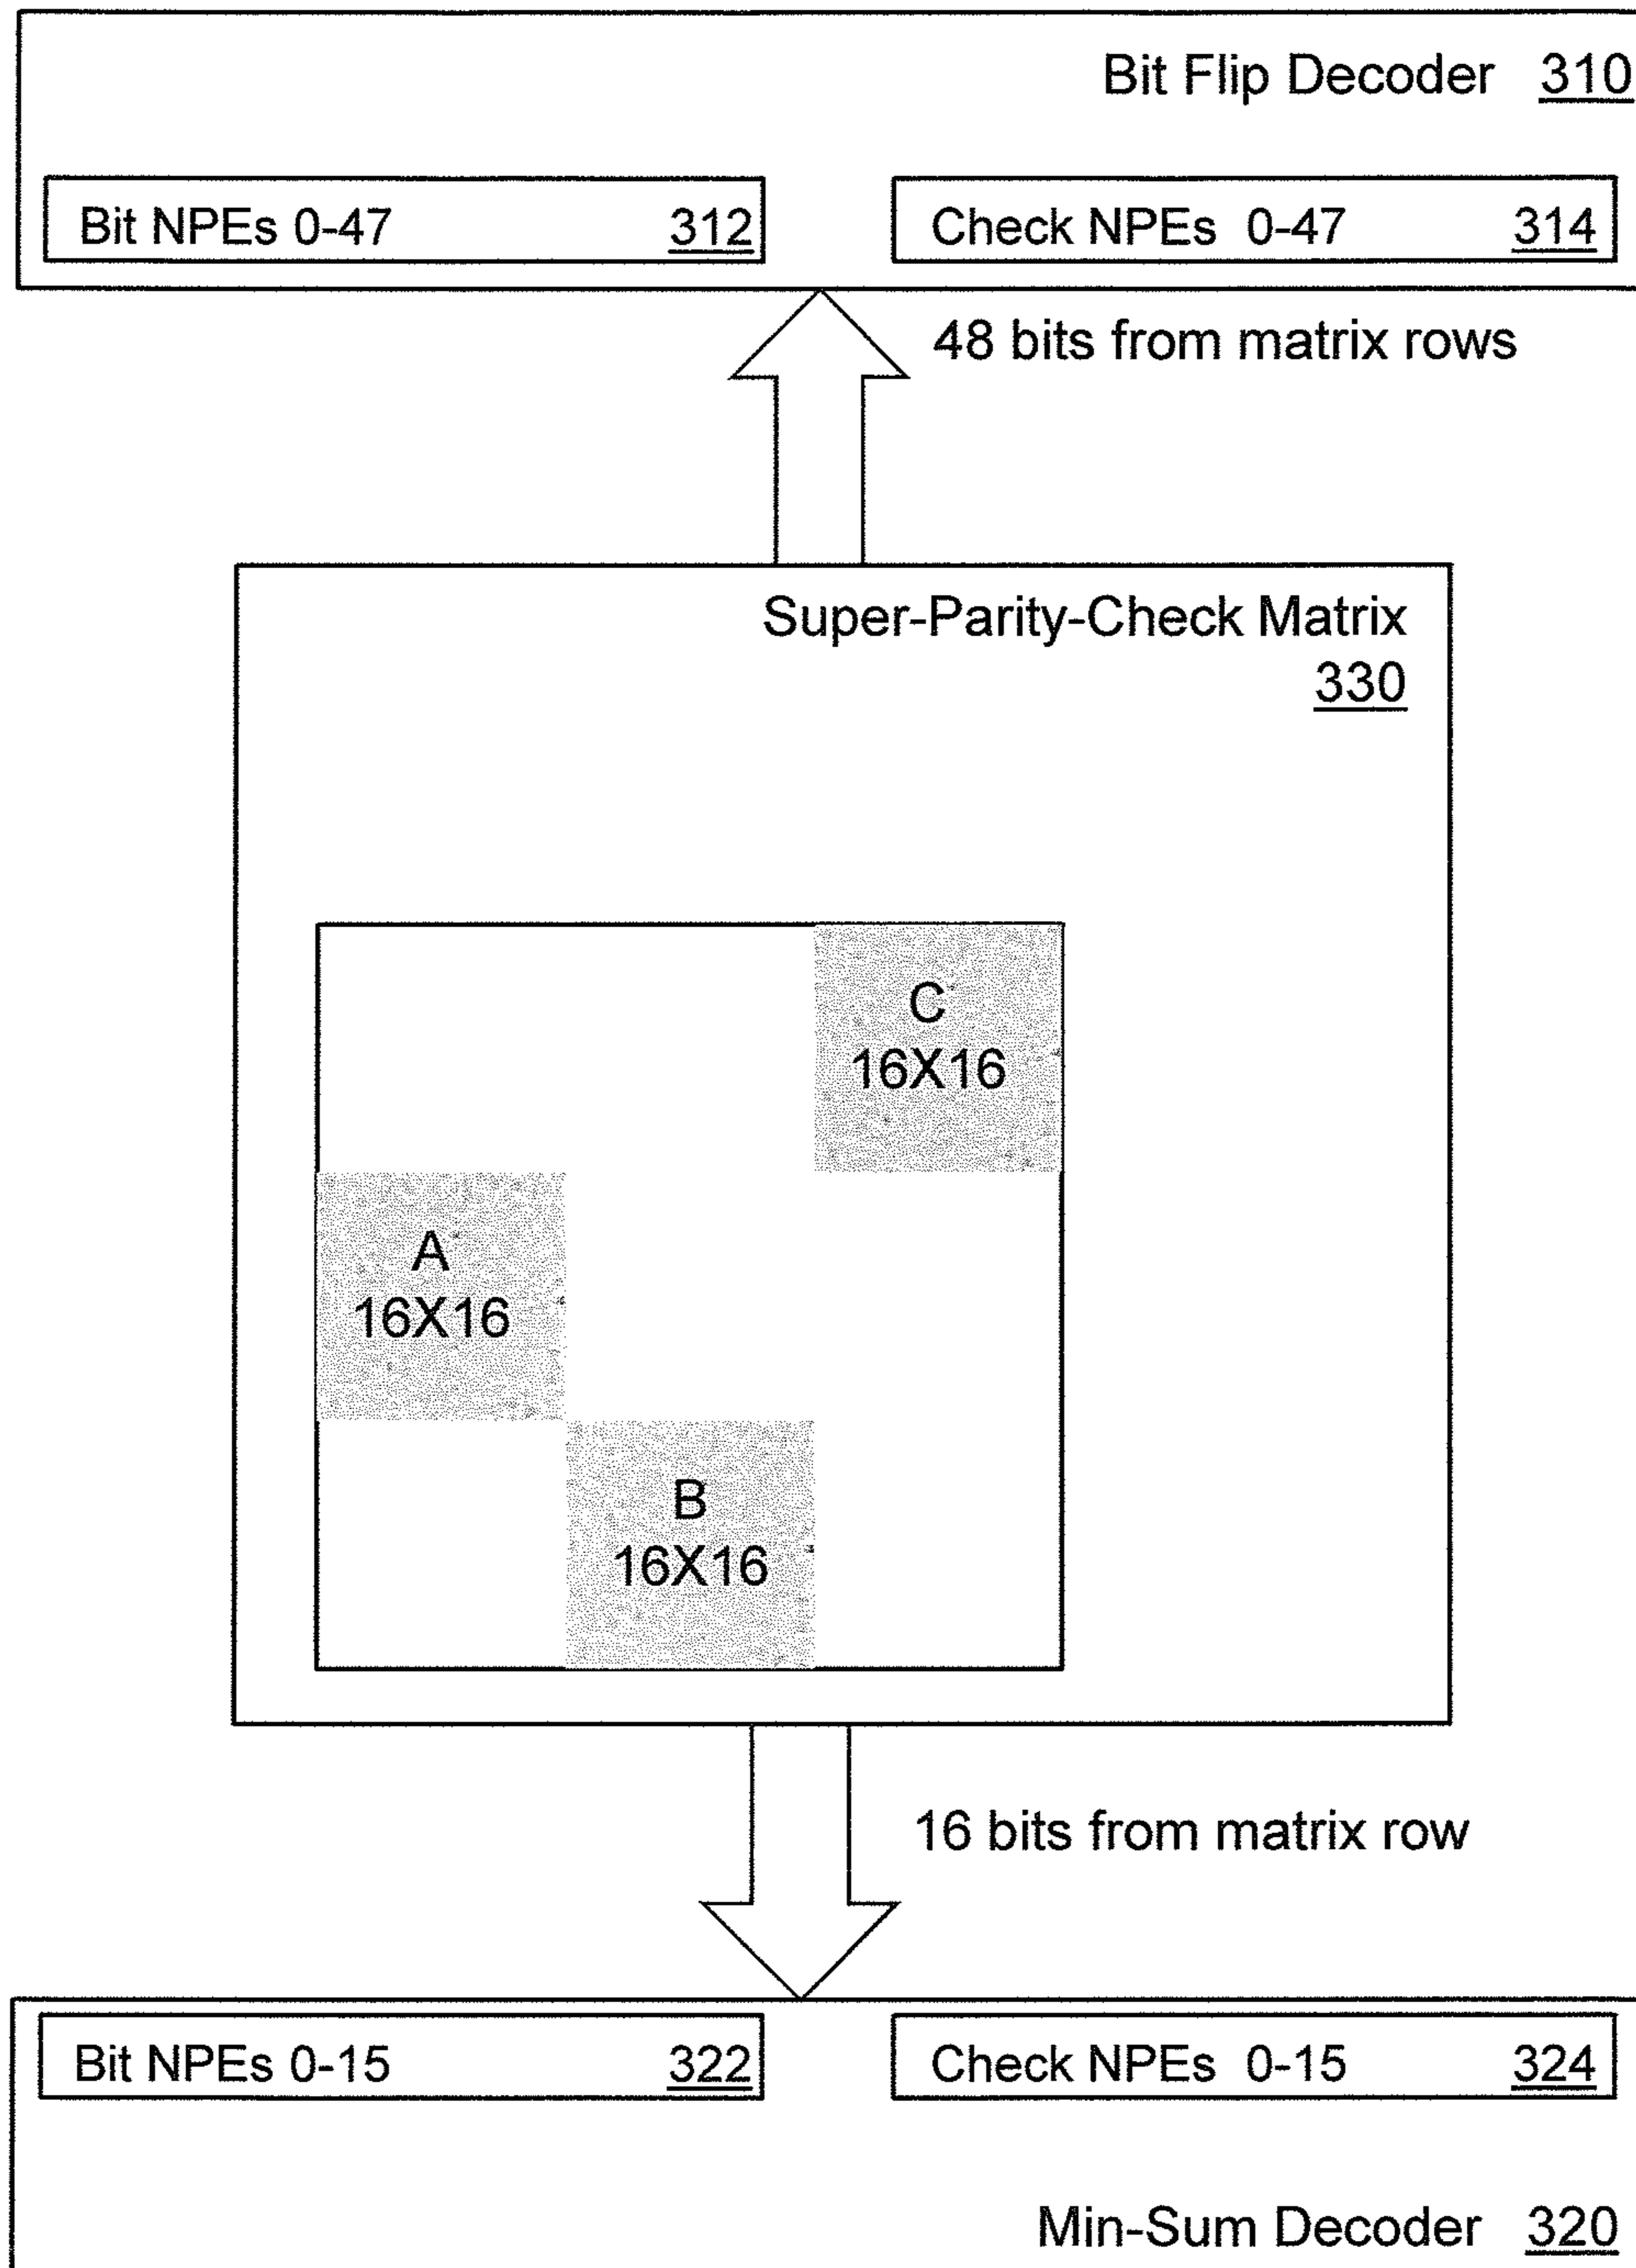 Bit Flip Decoder 310
Bit NPEs 0-47 312
Check NPEs 0-47 314
48 bits from matrix rows
Super-Parity-Check Matrix
330
C
16X16
A
16X16
B
16X16
16 bits from matrix row
Bit NPEs 0-15 322
Check NPEs 0-15 324
Min-Sum Decoder 320